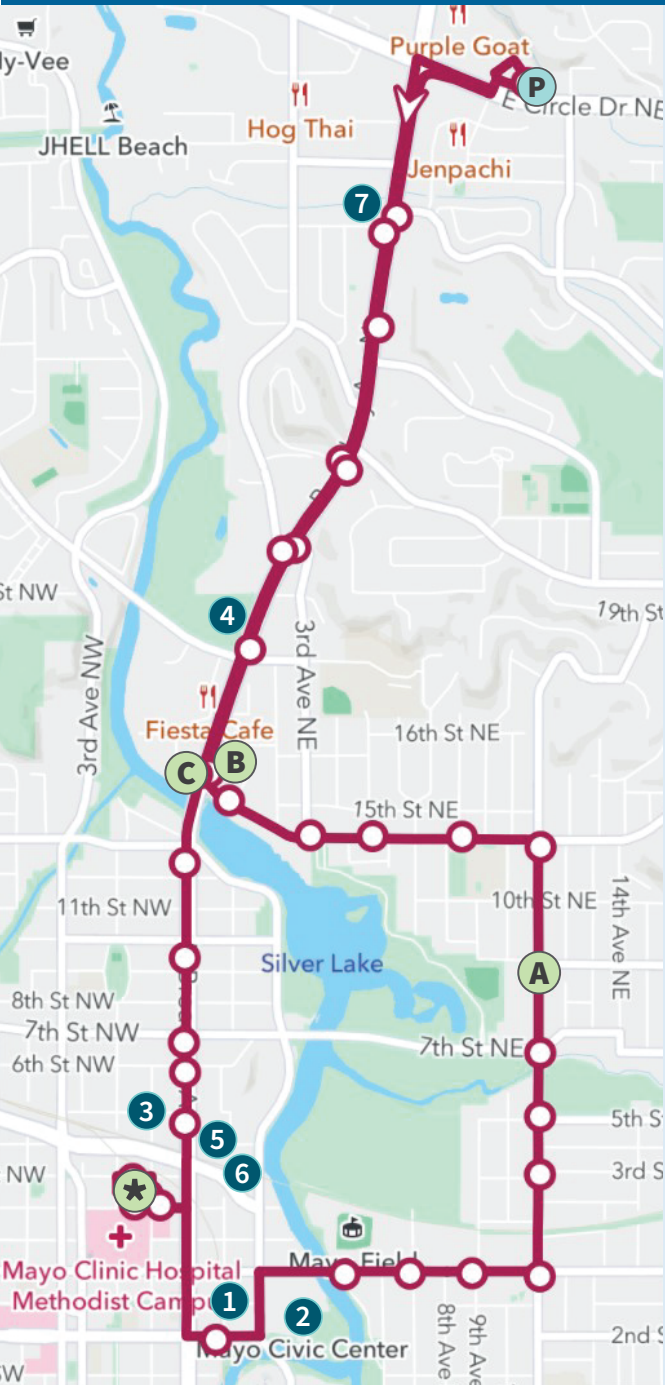 Purple Goat
ly-Vee
P
E Circle Dr NE
Hog Thai
JHELL Beach
Jenpachi
7
St NW
4
19th St
3rd Ave NW
3rd Ave NE
Fiesta Cafe
16th St NE
C
B
15th St NE
11th St NW
10th St NE
14th Ave NE
Silver Lake
A
8th St NW
7th St NW
7th St NE
6th St NW
3
5
5th S
6
NW
*
3rd S
Mayo Field
Mayo Clinic Hospital
Methodist Campu
1
2
8th Ave
9th Ave
2nd S
Mayo Civic Center
SW